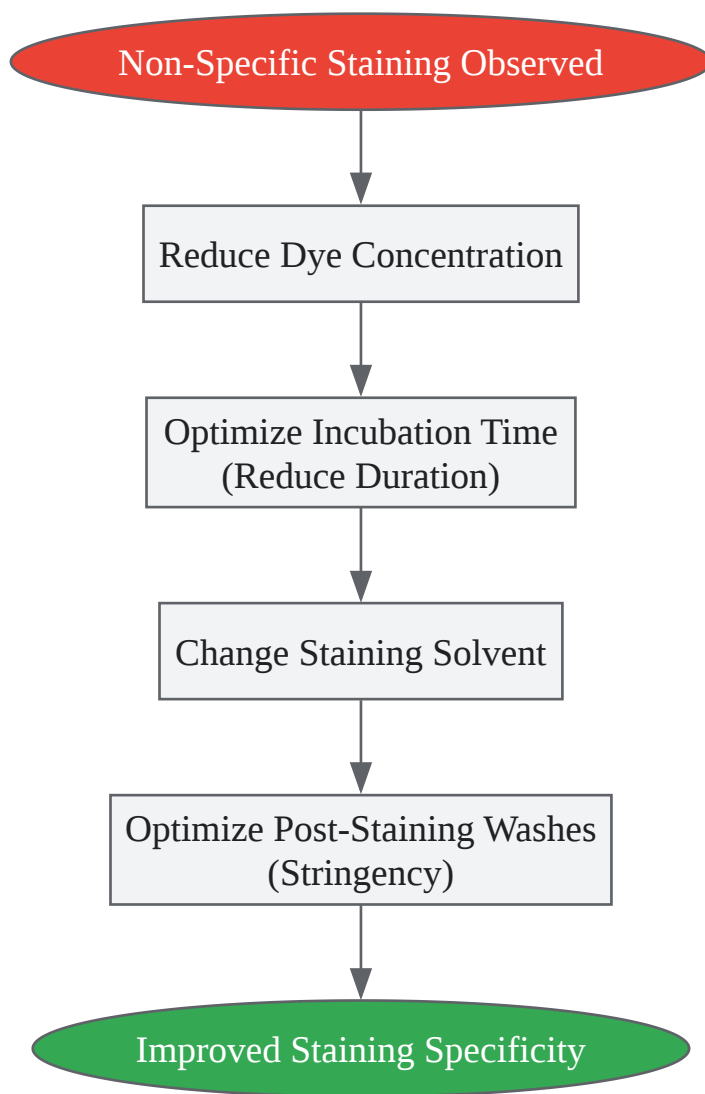 Non-Specific Staining Observed
Reduce Dye Concentration
Optimize Incubation Time
(Reduce Duration)
Change Staining Solvent
Optimize Post-Staining Washes
(Stringency)
Improved Staining Specificity